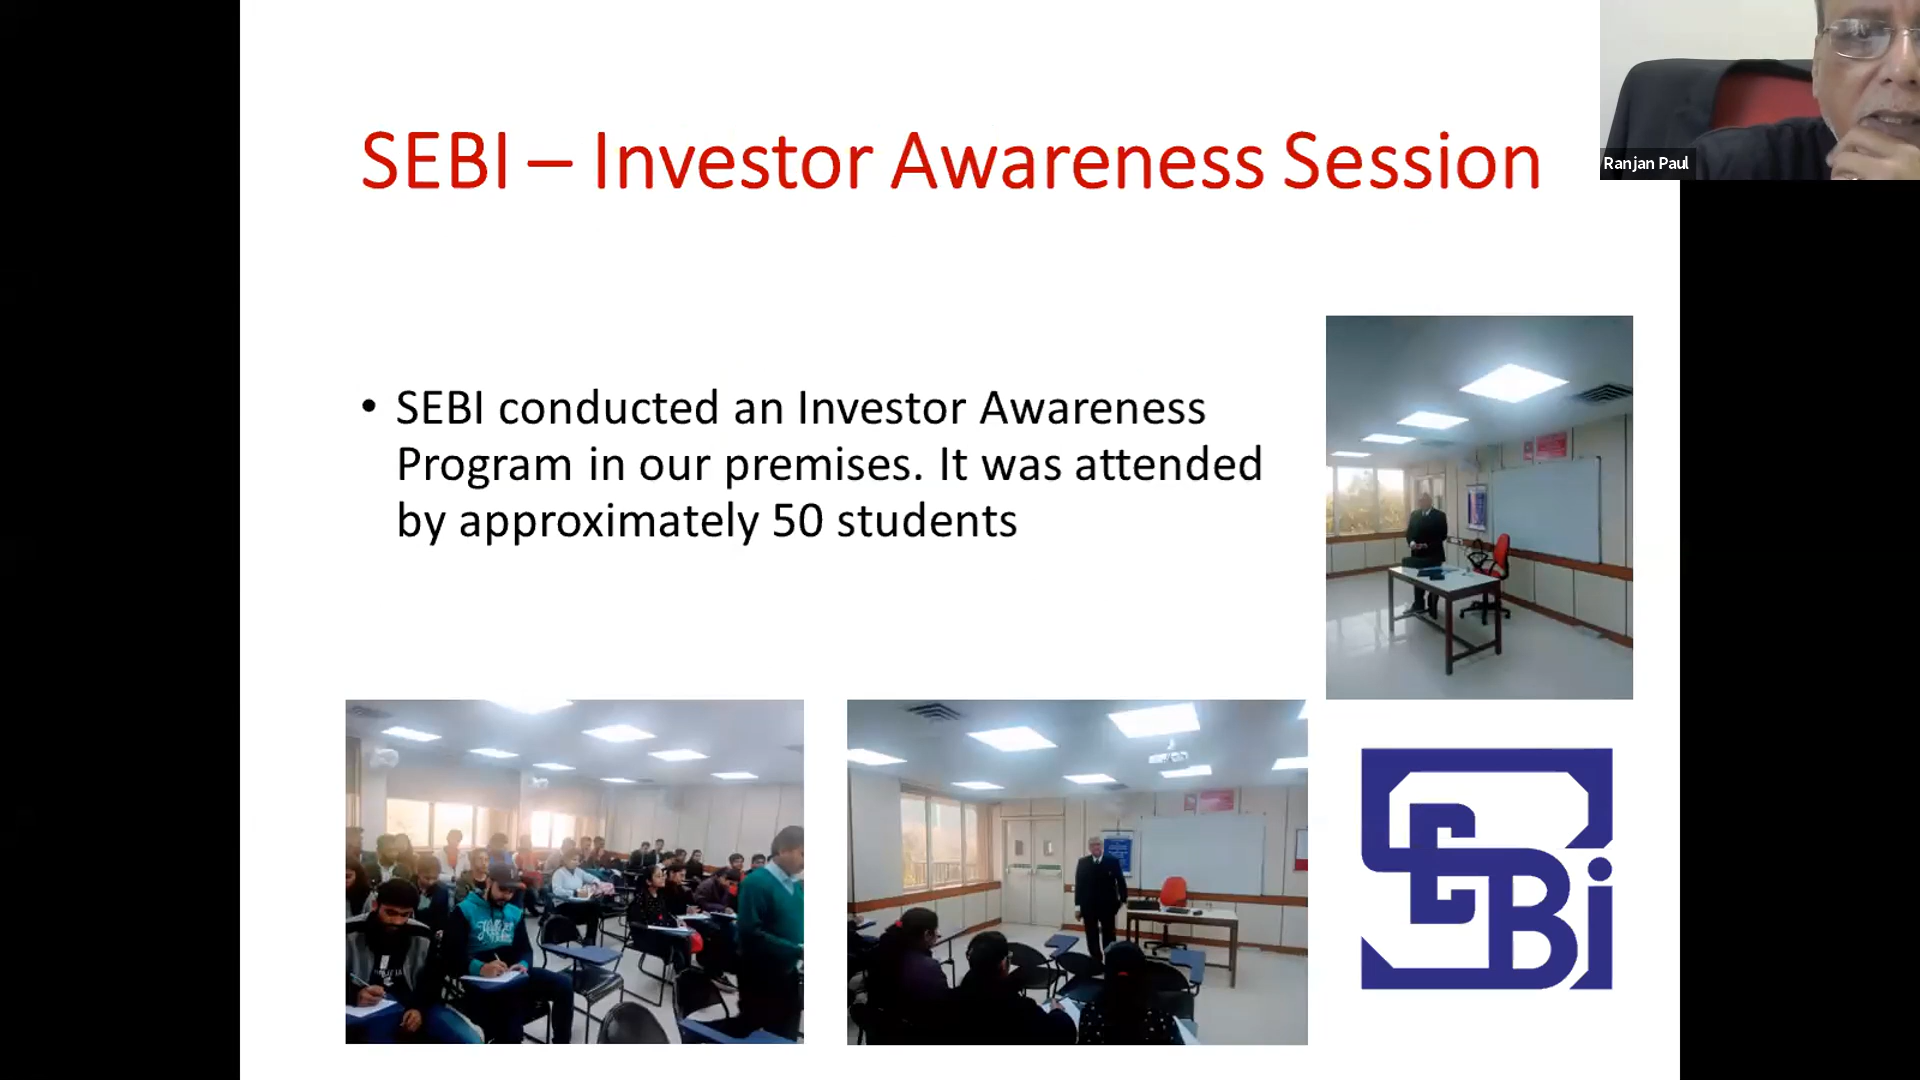 SEBI – Investor Awareness Session
Ranjan Paul
• SEBI conducted an Investor Awareness
Program in our premises. It was attended
by approximately 50 students
SEBi